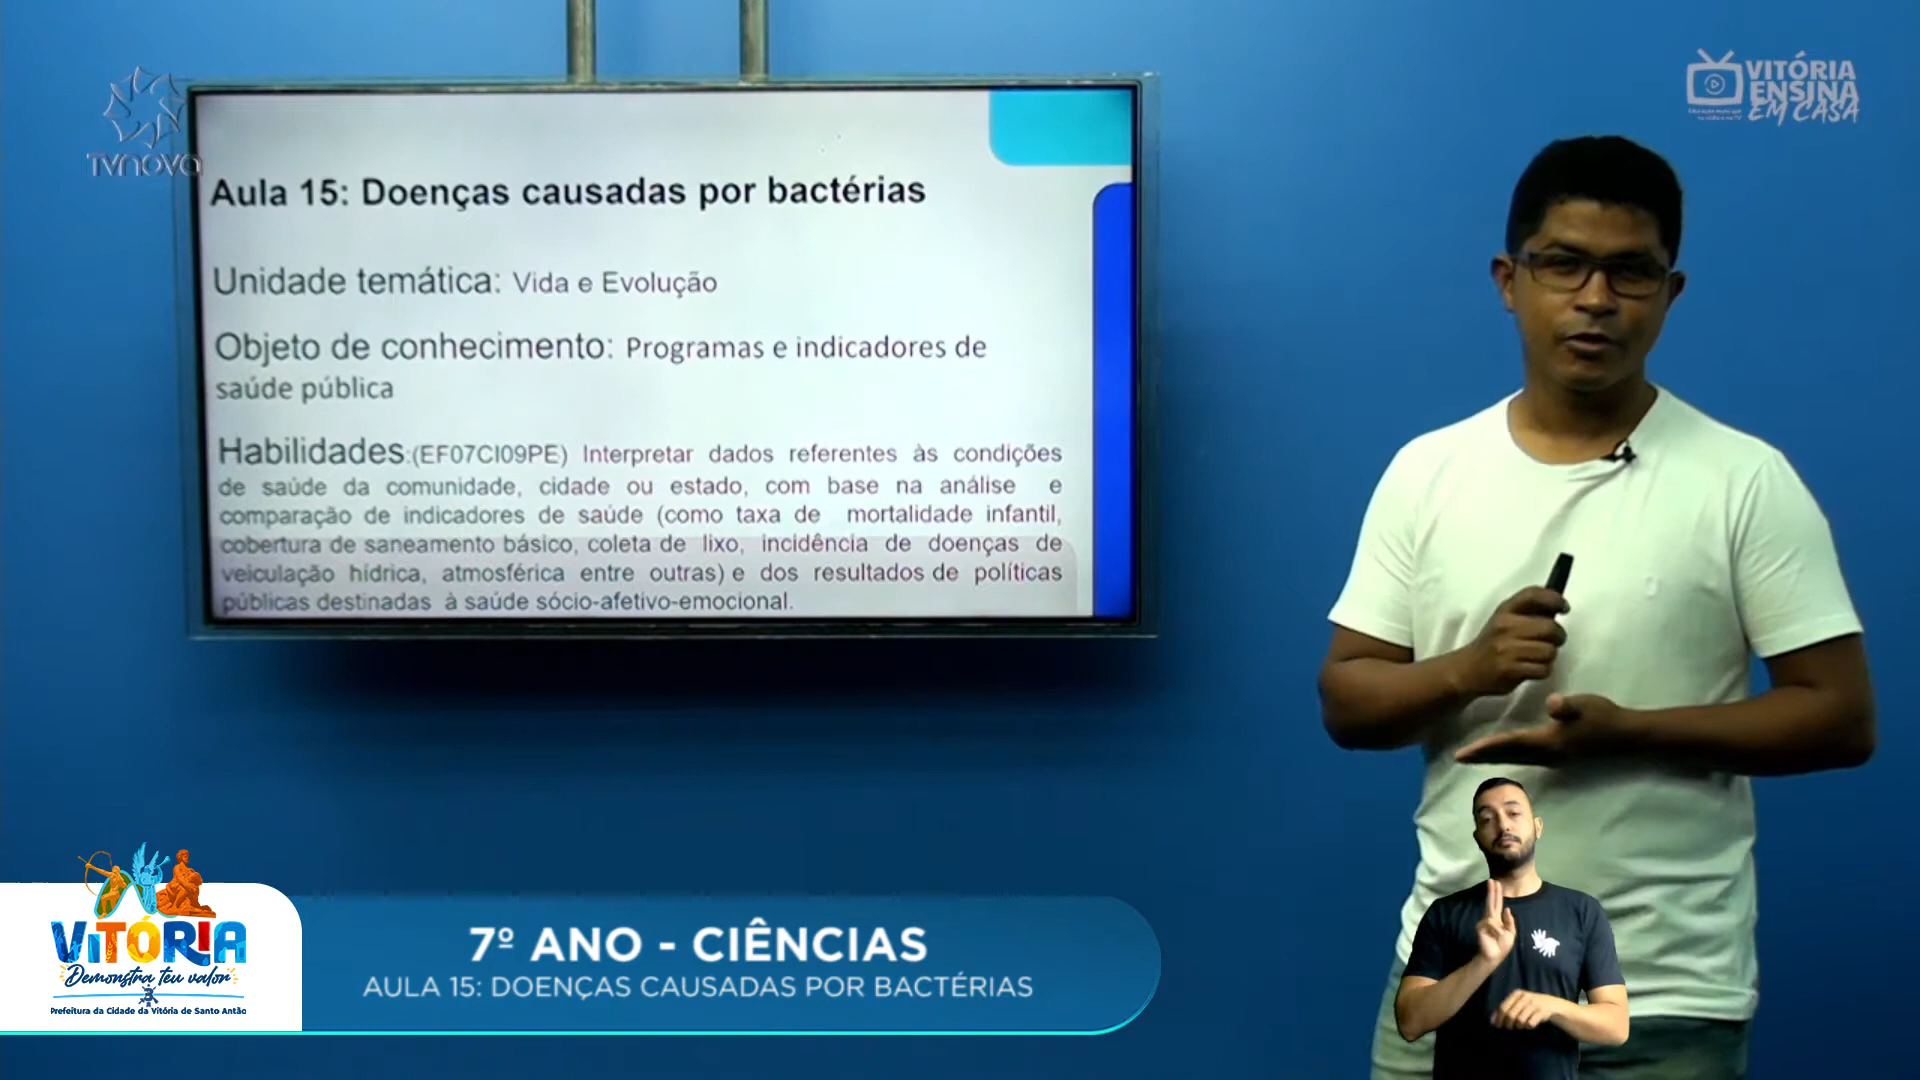 TVNOVA
VITÓRIA
ENSINA
EM CASA
Aula 15: Doenças causadas por bactérias
Unidade temática: Vida e Evolução
Objeto de conhecimento: Programas e indicadores de
saúde pública
Habilidades:(EF07CI09PE) Interpretar dados referentes às condições
de saúde da comunidade, cidade ou estado, com base na análise e
comparação de indicadores de saúde (como taxa de mortalidade infantil,
cobertura de saneamento básico, coleta de lixo, incidência de doenças de
veiculação hídrica, atmosférica entre outras) e dos resultados de políticas
públicas destinadas à saúde sócio-afetivo-emocional.
VITÓRIA
Demonstra teu valor
Prefeitura da Cidade da Vitória de Santo Antão
7º ANO - CIÊNCIAS
AULA 15: DOENÇAS CAUSADAS POR BACTÉRIAS